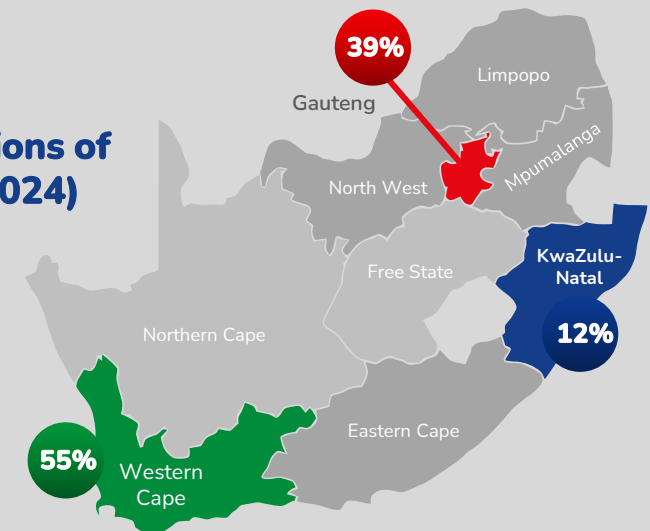 39%
Limpopo
Gauteng
ions of
Mpumalanga
024)
North West
KwaZulu-
Natal
Free State
12%
Northern Cape
Eastern Cape
55%
Western
Cape